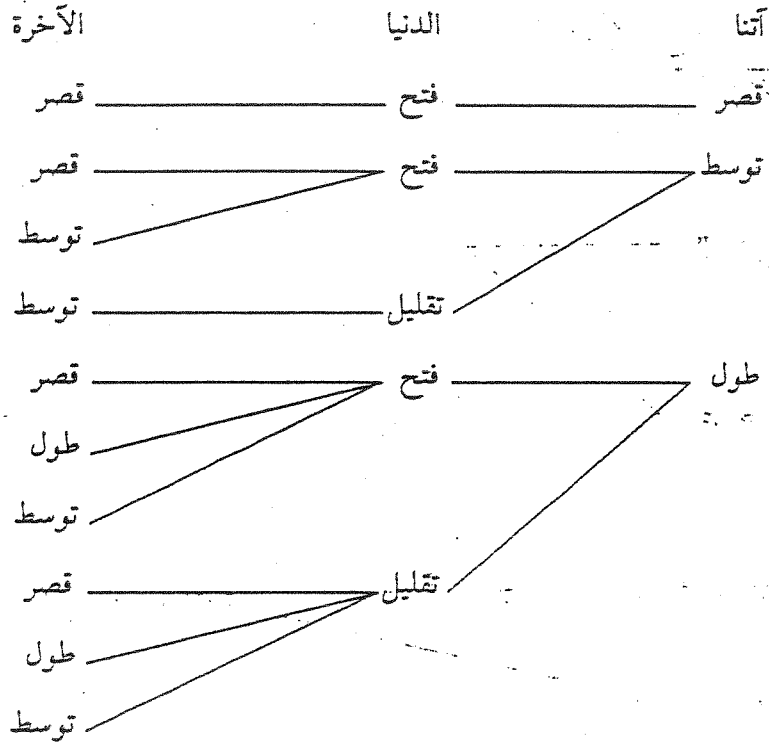 آتنا الدنيا الآخرة
قصر فتح قصر
توسط فتح قصر
توسط
تقليل توسط
طول فتح قصر
طول
توسط
تقليل قصر
طول
توسط